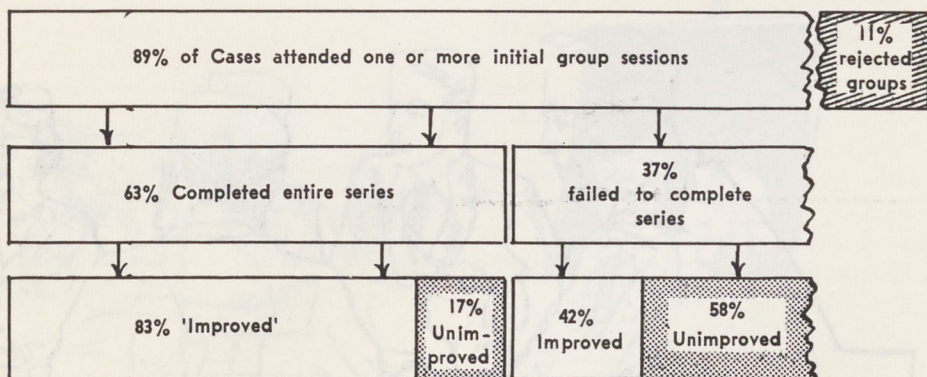 89% of Cases attended one or more initial group sessions
11%
rejected
groups
63% Completed entire series
37%
failed to complete
series
83% 'Improved'
17%
Unim-
proved
42%
Improved
58%
Unimproved